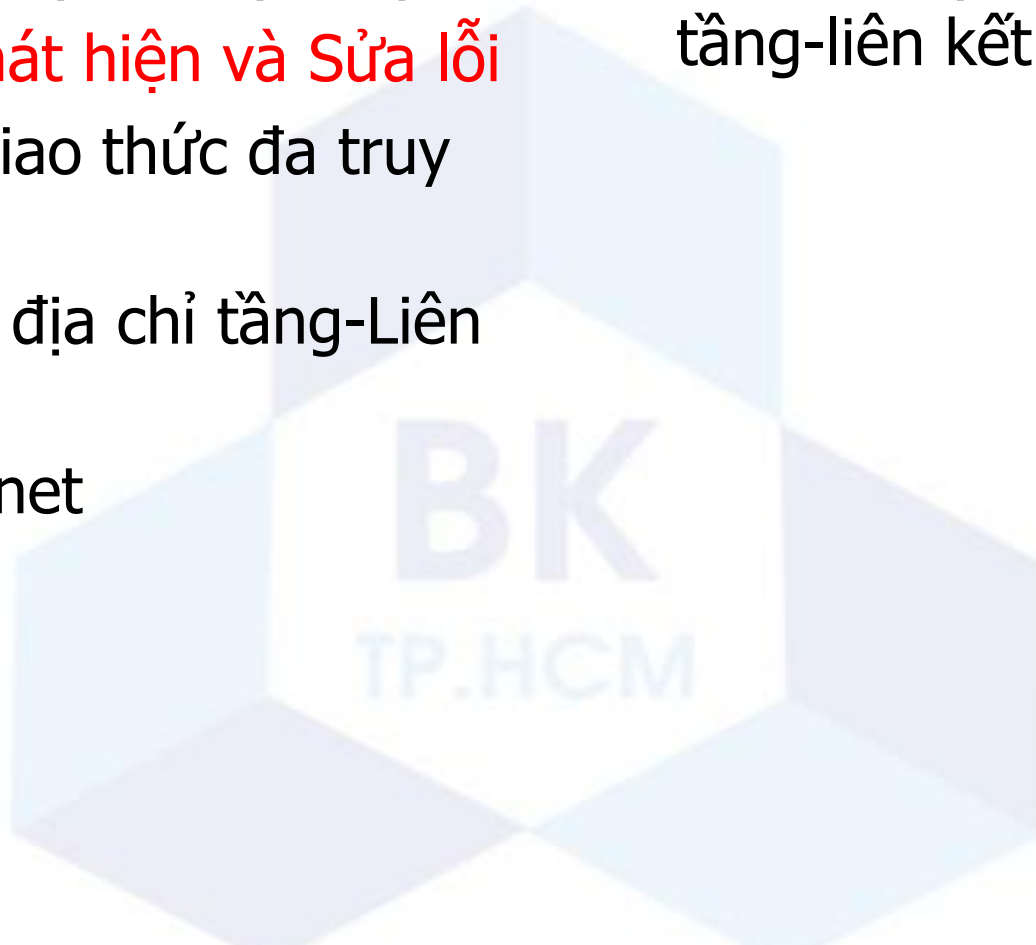 át hiện và Sửa lỗi
iao thức đa truy
địa chỉ tầng-Liên
net
tầng-liên kết
BK
TP.HCM